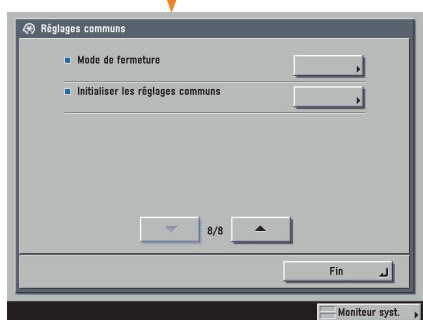 Réglages communs
Mode de fermeture
Initialiser les réglages communs
8/8
Fin
Moniteur syst.